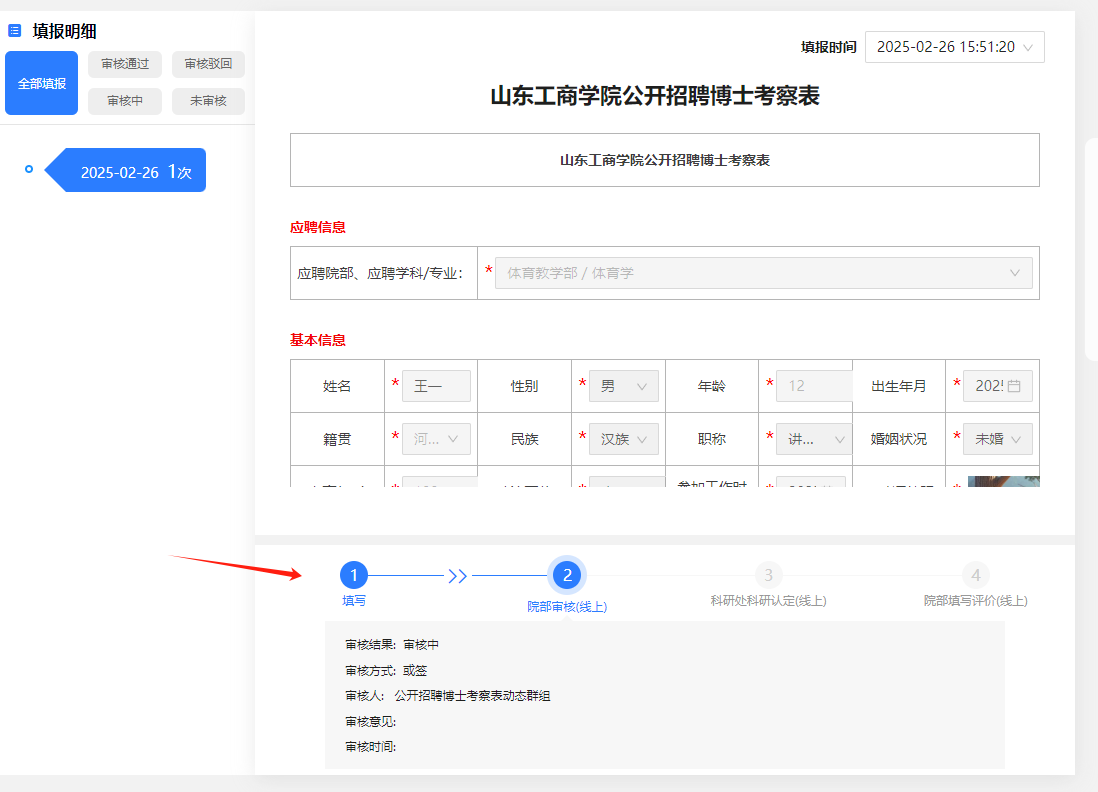 填报明细
全部填报
审核通过
审核驳回
审核中
未审核
2025-02-26 1次
填报时间 2025-02-26 15:51:20
山东工商学院公开招聘博士考察表
山东工商学院公开招聘博士考察表
应聘信息
应聘院部、应聘学科/专业: * 体育教学部 / 体育学
基本信息
姓名 * 王一 性别 * 男 年龄 * 12 出生年月 * 202
籍贯 * 河... 民族 * 汉族 职称 * 讲... 婚姻状况 * 未婚
参加工作时
1 2 3 4
填写 院部审核(线上) 科研处科研认定(线上) 院部填写评价(线上)
审核结果: 审核中
审核方式: 或签
审核人: 公开招聘博士考察表动态群组
审核意见:
审核时间: